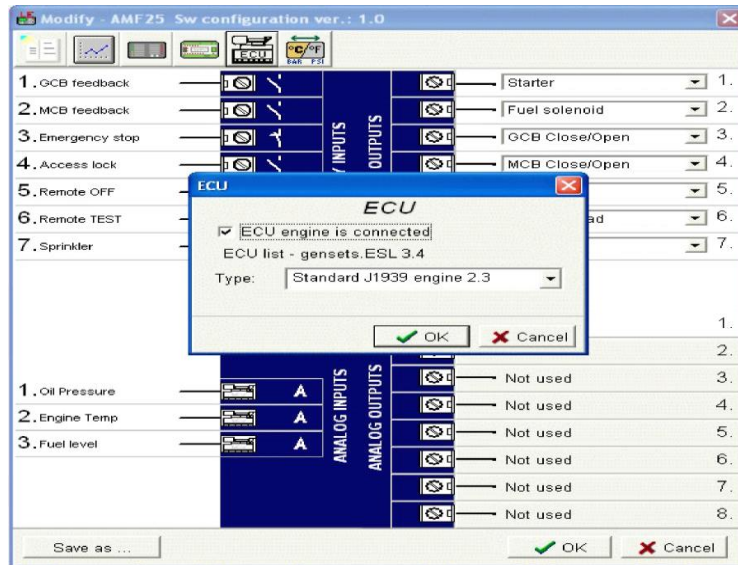 Modify - AMF25 Sw configuration ver.: 1.0
ECU
°C/°F
BAR PSI
1. GCB feedback
Starter
1.
2. MCB feedback
Fuel solenoid
2.
3. Emergency stop
GCB Close/Open
3.
4. Access lock
MCB Close/Open
4.
5. Remote OFF
5.
6. Remote TEST
ad
6.
7. Sprinkler
7.
Y INPUTS
OUTPUTS
ECU
ECU
ECU engine is connected
ECU list - gensets.ESL 3.4
Type: Standard J1939 engine 2.3
OK Cancel
1.
2.
1. Oil Pressure
A
Not used
3.
2. Engine Temp
A
Not used
4.
3. Fuel level
A
Not used
5.
ANALOG INPUTS
ANALOG OUTPUTS
Not used
6.
Not used
7.
Not used
8.
Save as ...
OK Cancel